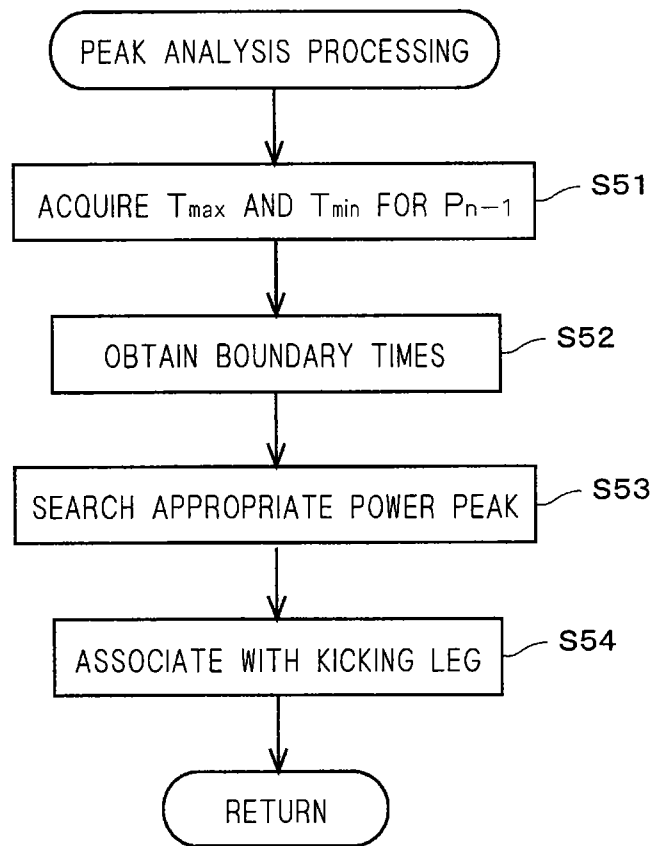 PEAK ANALYSIS PROCESSING
ACQUIRE Tmax AND Tmin FOR Pn-1
S51
OBTAIN BOUNDARY TIMES
S52
SEARCH APPROPRIATE POWER PEAK
S53
ASSOCIATE WITH KICKING LEG
S54
RETURN